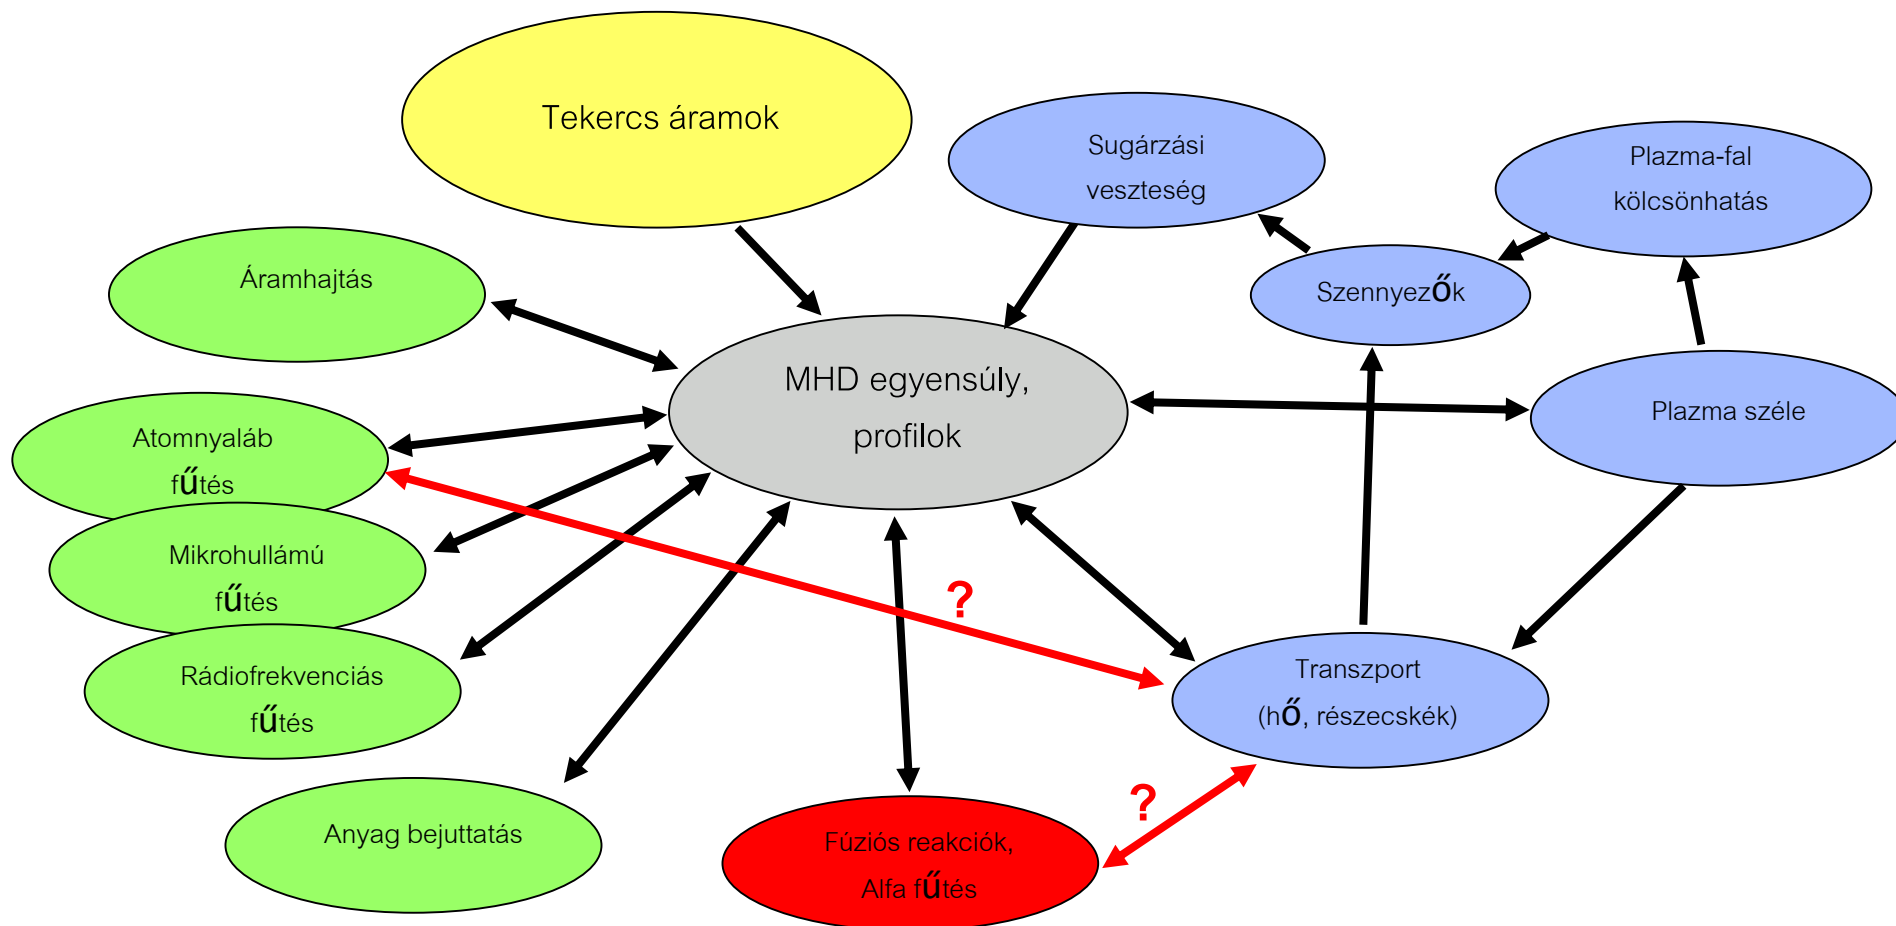 Tekercs áramok
Sugárzási
veszteség
Plazma-fal
kölcsönhatás
Áramhajtás
Szennyezők
MHD egyensúly,
profilok
Plazma széle
Atomnyaláb
fűtés
Mikrohullámú
fűtés
?
Rádiofrekvenciás
fűtés
Transzport
(hő, részecskék)
?
Anyag bejuttatás
Fúziós reakciók,
Alfa fűtés